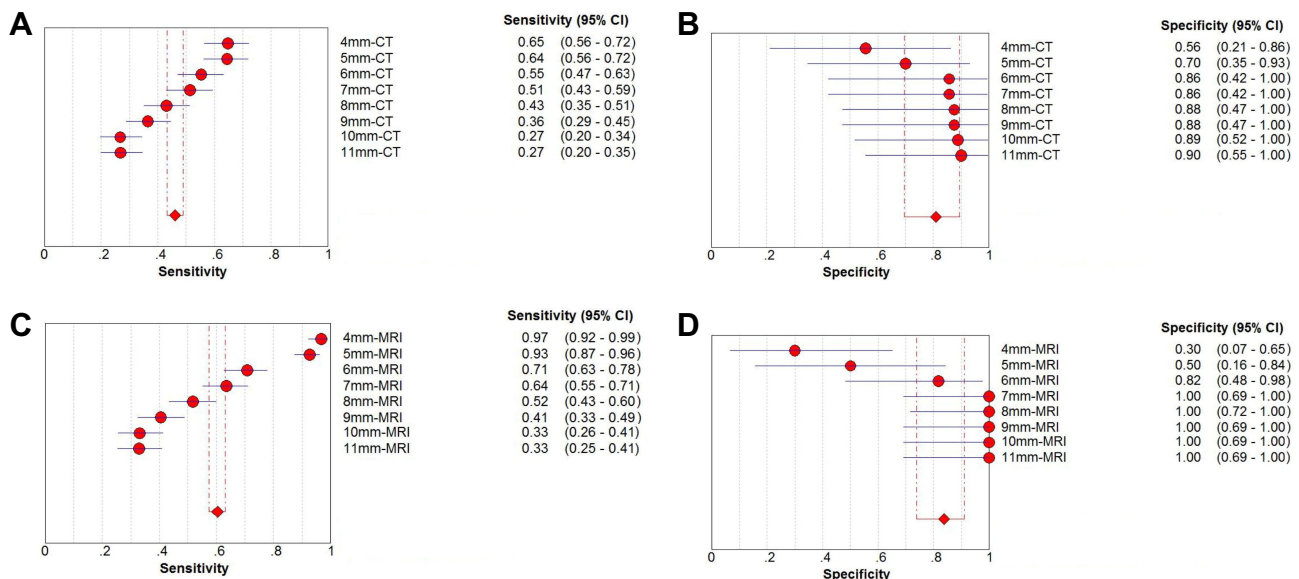 A
Sensitivity (95% CI)
4mm-CT 0.65 (0.56 - 0.72)
5mm-CT 0.64 (0.56 - 0.72)
6mm-CT 0.55 (0.47 - 0.63)
7mm-CT 0.51 (0.43 - 0.59)
8mm-CT 0.43 (0.35 - 0.51)
9mm-CT 0.36 (0.29 - 0.45)
10mm-CT 0.27 (0.20 - 0.34)
11mm-CT 0.27 (0.20 - 0.35)
0 .2 .4 .6 .8 1
Sensitivity
B
Specificity (95% CI)
4mm-CT 0.56 (0.21 - 0.86)
5mm-CT 0.70 (0.35 - 0.93)
6mm-CT 0.86 (0.42 - 1.00)
7mm-CT 0.86 (0.42 - 1.00)
8mm-CT 0.88 (0.47 - 1.00)
9mm-CT 0.88 (0.47 - 1.00)
10mm-CT 0.89 (0.52 - 1.00)
11mm-CT 0.90 (0.55 - 1.00)
0 .2 .4 .6 .8 1
Specificity
C
Sensitivity (95% CI)
4mm-MRI 0.97 (0.92 - 0.99)
5mm-MRI 0.93 (0.87 - 0.96)
6mm-MRI 0.71 (0.63 - 0.78)
7mm-MRI 0.64 (0.55 - 0.71)
8mm-MRI 0.52 (0.43 - 0.60)
9mm-MRI 0.41 (0.33 - 0.49)
10mm-MRI 0.33 (0.26 - 0.41)
11mm-MRI 0.33 (0.25 - 0.41)
0 .2 .4 .6 .8 1
Sensitivity
D
Specificity (95% CI)
4mm-MRI 0.30 (0.07 - 0.65)
5mm-MRI 0.50 (0.16 - 0.84)
6mm-MRI 0.82 (0.48 - 0.98)
7mm-MRI 1.00 (0.69 - 1.00)
8mm-MRI 1.00 (0.72 - 1.00)
9mm-MRI 1.00 (0.69 - 1.00)
10mm-MRI 1.00 (0.69 - 1.00)
11mm-MRI 1.00 (0.69 - 1.00)
0 .2 .4 .6 .8 1
Specificity